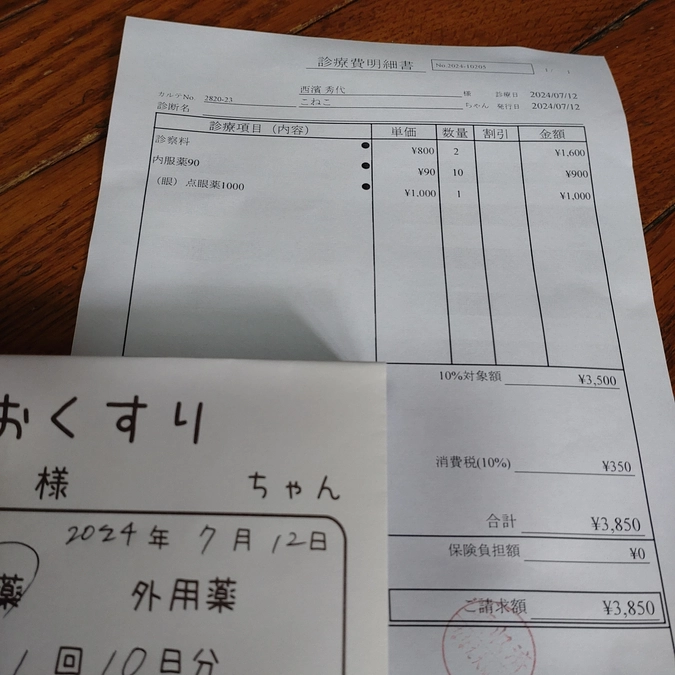 診療費明細書 No.2024-10205
西濱 秀代 様 診療日 2024/07/12
カルテNo 2820-23 こねこ ちゃん 発行日 2024/07/12
診断名
診療項目（内容） 単価 数量 割引 金額
診察料 ● ¥800 2 ¥1,600
内服薬90 ● ¥90 10 ¥900
（眼）点眼薬1000 ● ¥1,000 1 ¥1,000
10%対象額 ¥3,500
消費税(10%) ¥350
合計 ¥3,850
保険負担額 ¥0
ご請求額 ¥3,850
おくすり
様 ちゃん
2024年 7月 12日
薬 外用薬
1回10日分